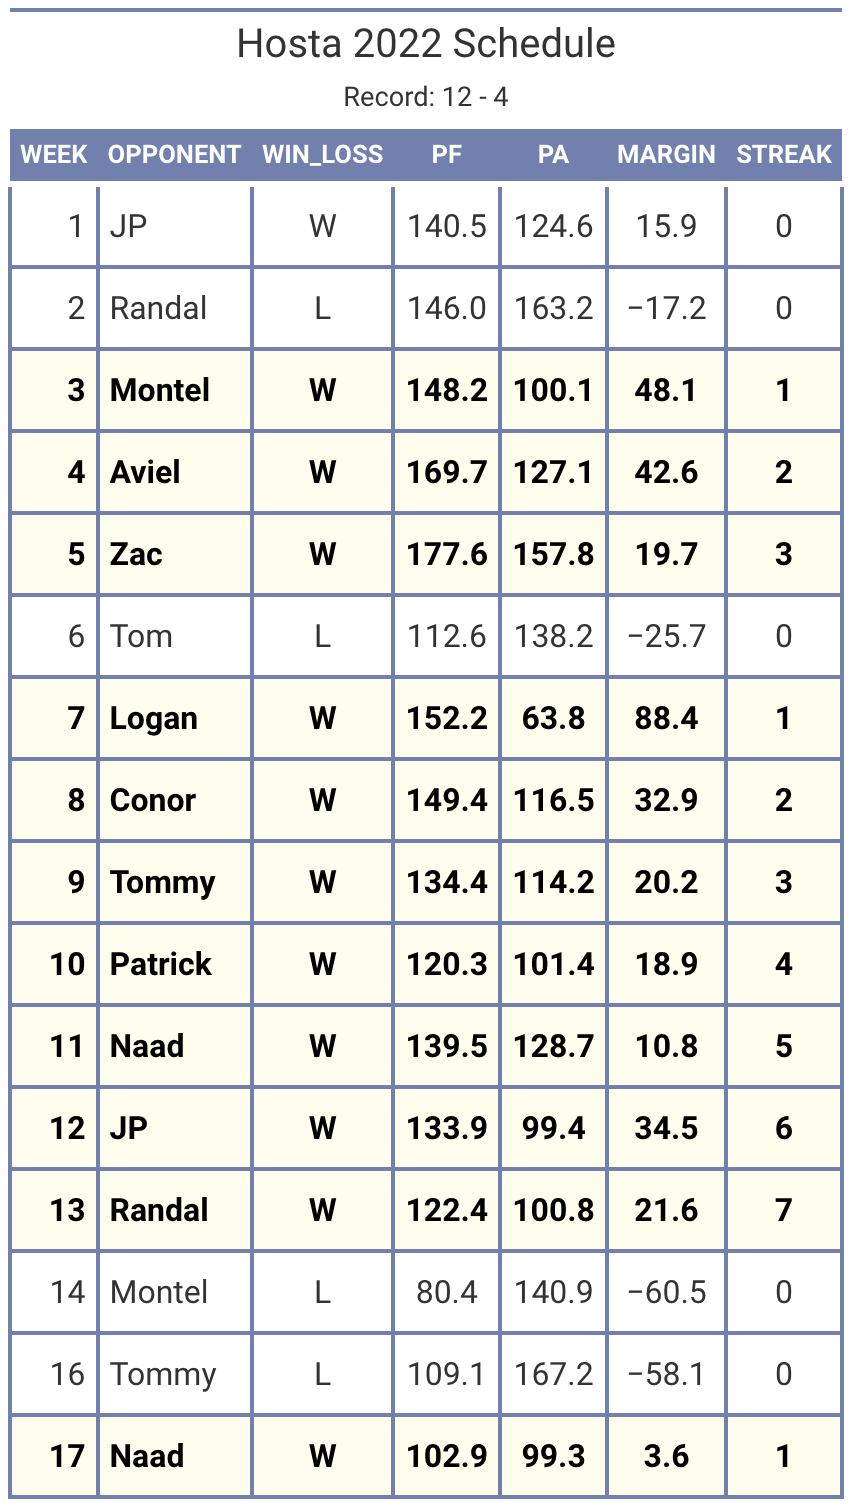 Hosta 2022 Schedule
Record: 12 - 4
WEEK OPPONENT WIN_LOSS PF PA MARGIN STREAK
1 JP W 140.5 124.6 15.9 0
2 Randal L 146.0 163.2 −17.2 0
3 Montel W 148.2 100.1 48.1 1
4 Aviel W 169.7 127.1 42.6 2
5 Zac W 177.6 157.8 19.7 3
6 Tom L 112.6 138.2 −25.7 0
7 Logan W 152.2 63.8 88.4 1
8 Conor W 149.4 116.5 32.9 2
9 Tommy W 134.4 114.2 20.2 3
10 Patrick W 120.3 101.4 18.9 4
11 Naad W 139.5 128.7 10.8 5
12 JP W 133.9 99.4 34.5 6
13 Randal W 122.4 100.8 21.6 7
14 Montel L 80.4 140.9 −60.5 0
16 Tommy L 109.1 167.2 −58.1 0
17 Naad W 102.9 99.3 3.6 1